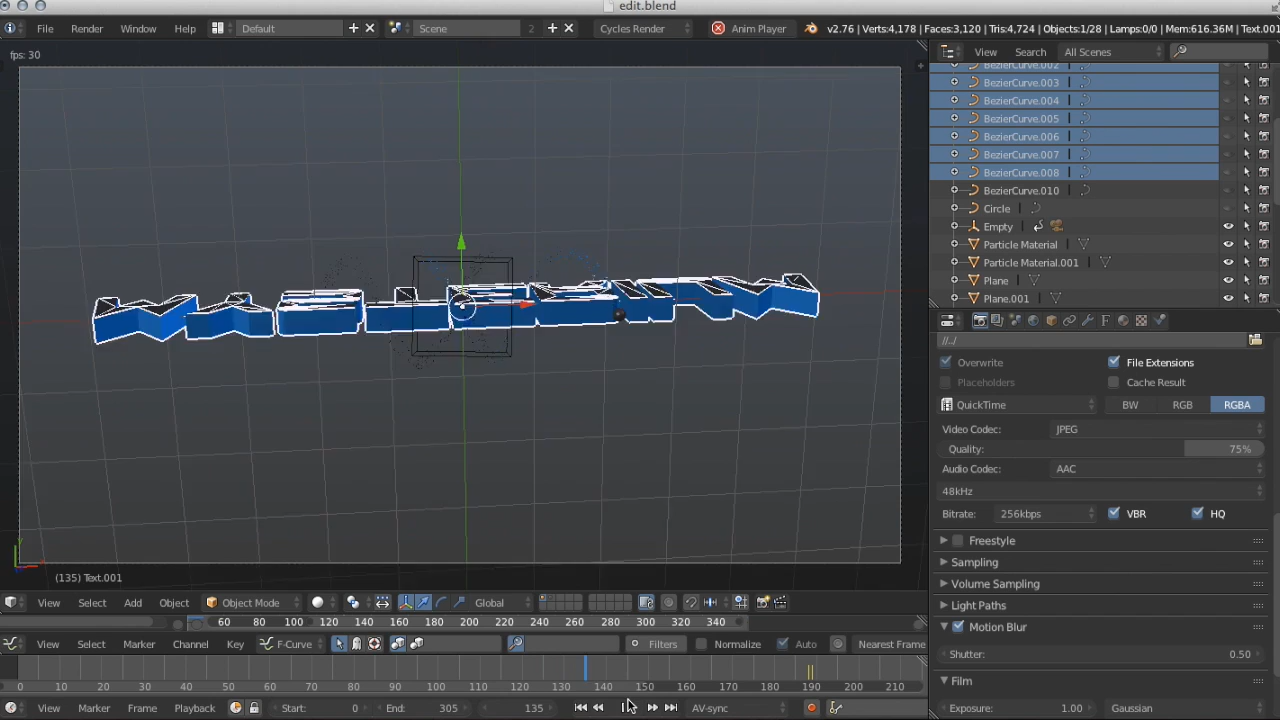 edit.blend
File Render Window Help Default Scene 2 Cycles Render Anim Player v2.76 | Verts:4,178 | Faces:3,120 | Tris:4,724 | Objects:1/28 | Lamps:0/0 | Mem:616.36M | Text.001
fps: 30
View Search All Scenes
BezierCurve.002
BezierCurve.003
BezierCurve.004
BezierCurve.005
BezierCurve.006
BezierCurve.007
BezierCurve.008
BezierCurve.010
Circle
Empty
Particle Material
Particle Material.001
Plane
Plane.001
//../
Overwrite File Extensions
Placeholders Cache Result
QuickTime BW RGB RGBA
Video Codec: JPEG
Quality: 75%
Audio Codec: AAC
48kHz
Bitrate: 256kbps VBR HQ
Freestyle
Sampling
Volume Sampling
Light Paths
Motion Blur
Shutter: 0.50
Film
Exposure: 1.00 Gaussian
(135) Text.001
View Select Add Object Object Mode Global
60 80 100 120 140 160 180 200 220 240 260 280 300 320 340
View Select Marker Channel Key F-Curve Filters Normalize Auto Nearest Frame
0 10 20 30 40 50 60 70 80 90 100 110 120 130 140 150 160 170 180 190 200 210
View Marker Frame Playback Start: 0 End: 305 135 AV-sync